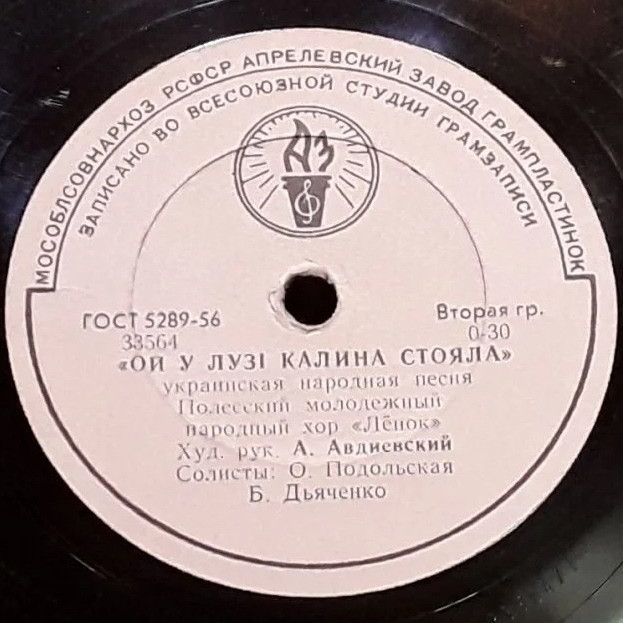 МОСОБЛСОВНАРХОЗ РСФСР АПРЕЛЕВСКИЙ ЗАВОД ГРАМПЛАСТИНОК
ЗАПИСАНО ВО ВСЕСОЮЗНОЙ СТУДИИ ГРАМЗАПИСИ
АЗ
ГОСТ 5289-56
Вторая гр.
33564
0-30
«ОЙ У ЛУЗІ КАЛИНА СТОЯЛА»
украинская народная песня
Полесский молодежный
народный хор «Лёнок»
Худ. рук. А. Авдиевский
Солисты: О. Подольская
Б. Дьяченко